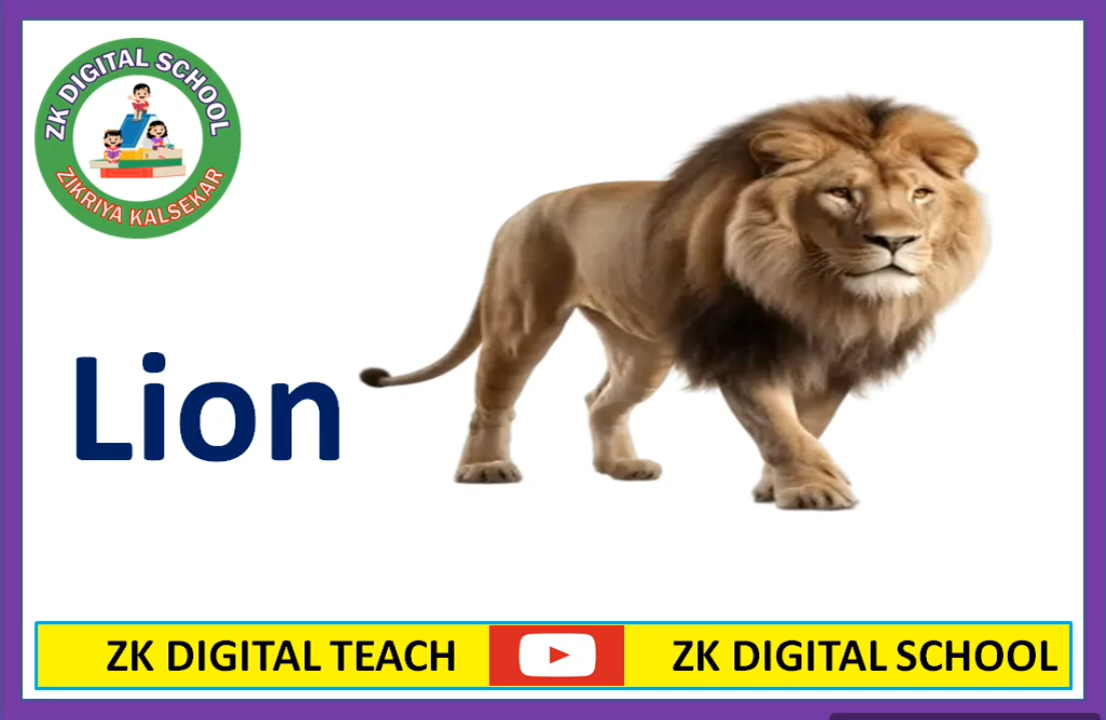 ZK DIGITAL SCHOOL
ZIKRIYA KALSEKAR
Lion
ZK DIGITAL TEACH
ZK DIGITAL SCHOOL